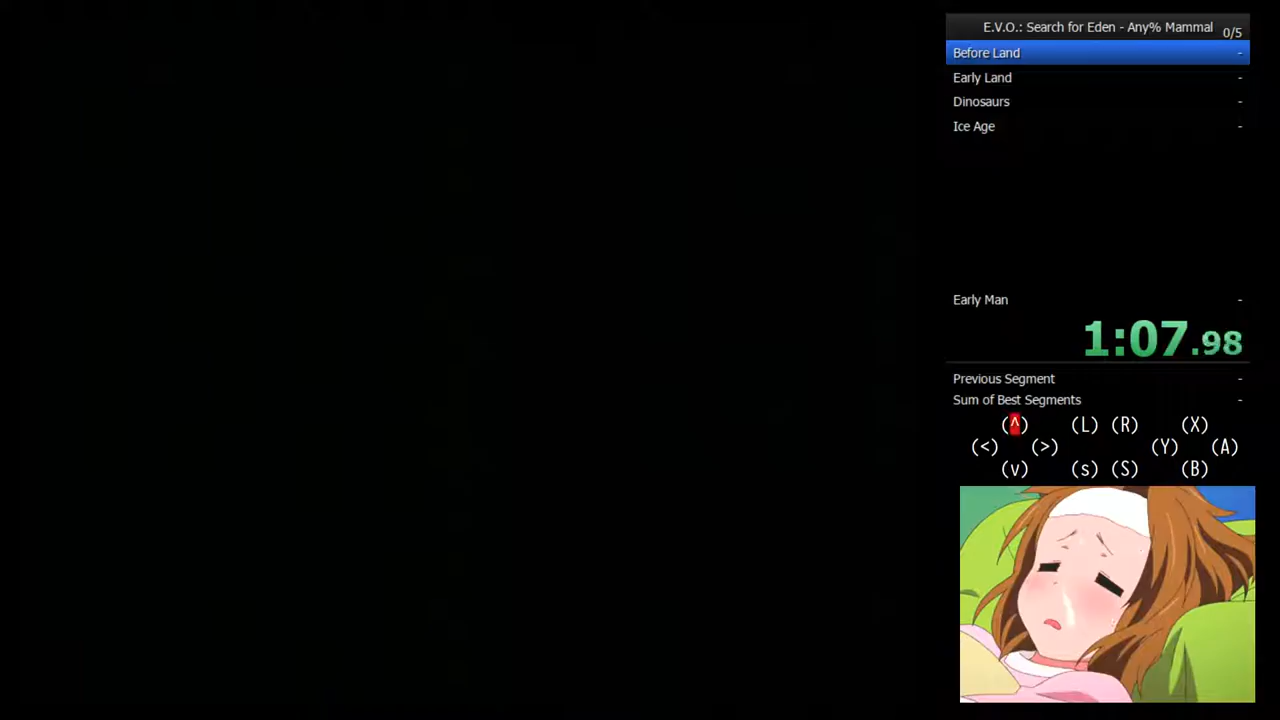 E.V.O.: Search for Eden - Any% Mammal 0/5
Before Land -
Early Land -
Dinosaurs -
Ice Age -
Early Man -
1:07.98
Previous Segment -
Sum of Best Segments -
(^) (L) (R) (X)
(<) (>) (Y) (A)
(v) (s) (S) (B)